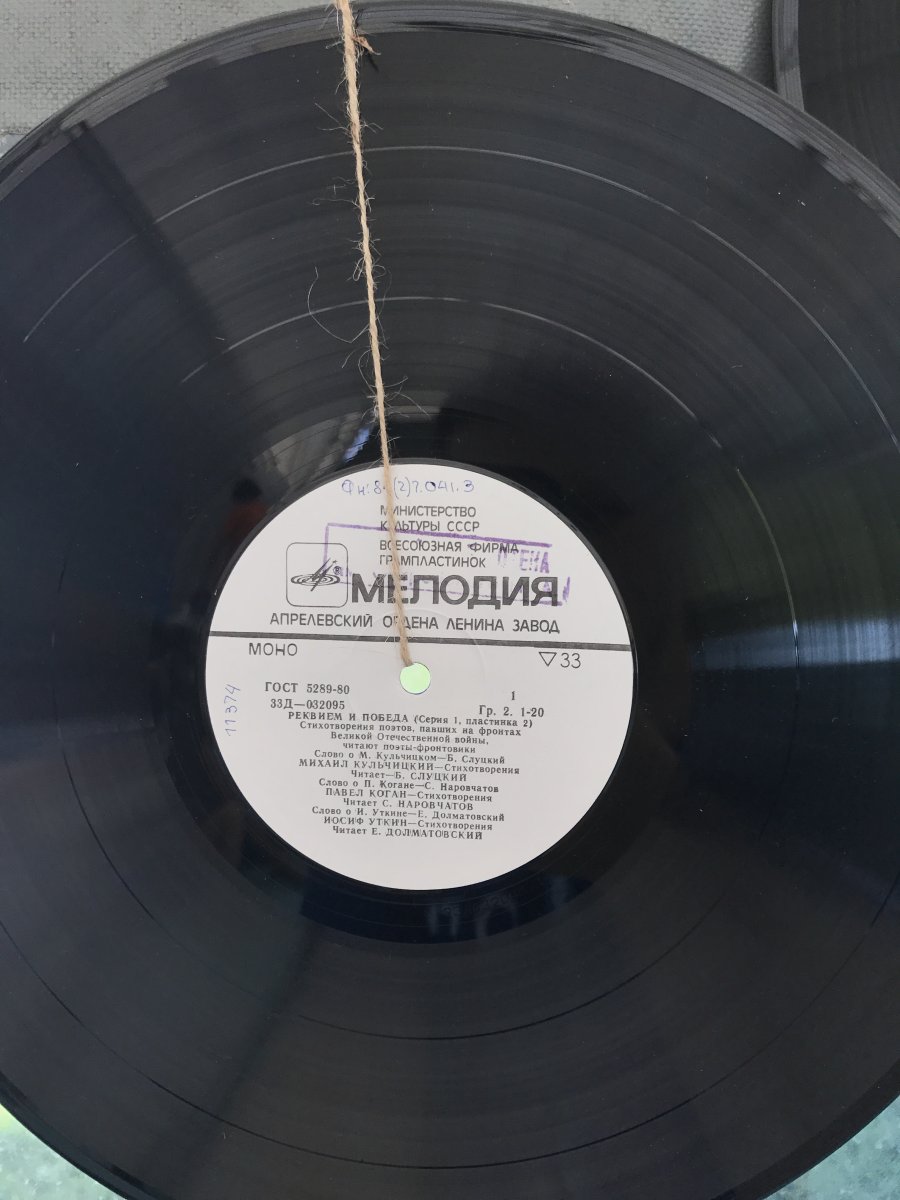 Фн: 8-(2)7.041.3
МИНИСТЕРСТВО
КУЛЬТУРЫ СССР
ВСЕСОЮЗНАЯ ФИРМА
ГРАМПЛАСТИНОК
МЕЛОДИЯ
АПРЕЛЕВСКИЙ ОРДЕНА ЛЕНИНА ЗАВОД
МОНО
▽33
11374
ГОСТ 5289-80
1
33Д—032095
Гр. 2. 1-20
РЕКВИЕМ И ПОБЕДА (Серия 1, пластинка 2)
Стихотворения поэтов, павших на фронтах
Великой Отечественной войны,
читают поэты-фронтовики
Слово о М. Кульчицком—Б. Слуцкий
МИХАИЛ КУЛЬЧИЦКИЙ—Стихотворения
Читает—Б. СЛУЦКИЙ
Слово о П. Когане—С. Наровчатов
ПАВЕЛ КОГАН—Стихотворения
Читает С. НАРОВЧАТОВ
Слово о И. Уткине—Е. Долматовский
ИОСИФ УТКИН—Стихотворения
Читает Е. ДОЛМАТОВСКИЙ